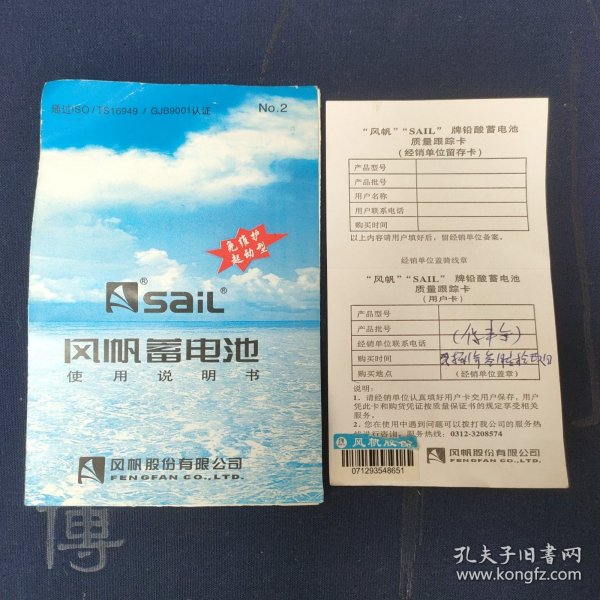 通过ISO/TS16949/GJB9001认证 No.2
免维护
起动型
sail®
风帆蓄电池
使用说明书
风帆股份有限公司
FENGFAN CO.,LTD.
傳
“风帆”“SAIL” 牌铅酸蓄电池
质量跟踪卡
(经销单位留存卡)
产品型号
产品批号
用户名称
用户联系电话
购买时间
以上内容请用户填好后，留经销单位备案。
经销单位盖骑线章
“风帆”“SAIL” 牌铅酸蓄电池
质量跟踪卡
(用户卡)
产品型号
产品批号
经销单位联系电话
购买时间
购买地点 (经销单位盖章)
说明：
1．请经销单位认真填好用户卡交用户保存，用户
凭此卡和购货凭证按质量保证书的规定享受相关
服务。
2．您在使用中遇到问题可以拨打我公司的服务热
线进行咨询。服务热线：0312-3208574
风帆股份
071293548651
风帆股份有限公司
FENGFAN CO.,LTD.
孔夫子旧书网
www.kongfz.com